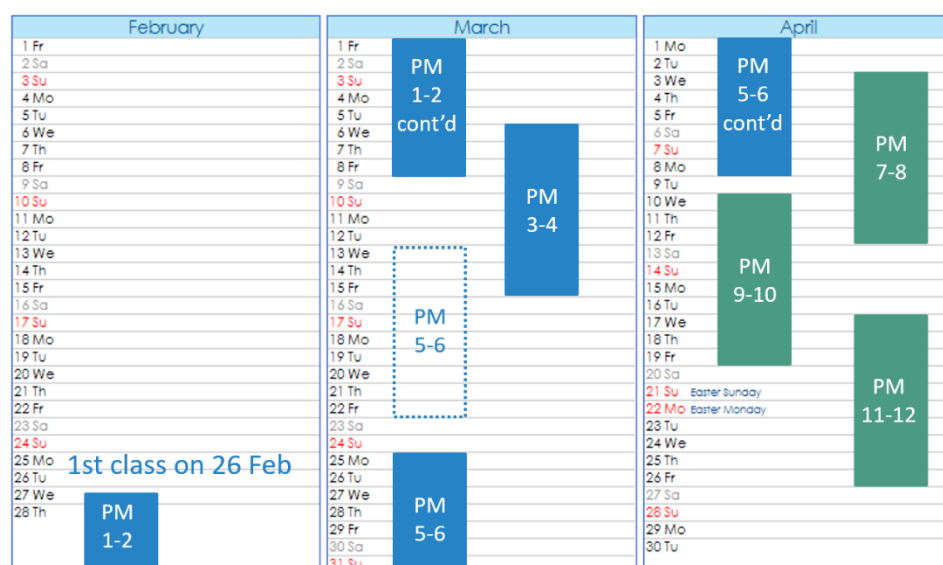 February
1 Fr
2 Sa
3 Su
4 Mo
5 Tu
6 We
7 Th
8 Fr
9 Sa
10 Su
11 Mo
12 Tu
13 We
14 Th
15 Fr
16 Sa
17 Su
18 Mo
19 Tu
20 We
21 Th
22 Fr
23 Sa
24 Su
25 Mo
26 Tu
27 We
28 Th
1st class on 26 Feb
PM
1-2
March
1 Fr
2 Sa
3 Su
4 Mo
5 Tu
6 We
7 Th
8 Fr
9 Sa
10 Su
11 Mo
12 Tu
13 We
14 Th
15 Fr
16 Sa
17 Su
18 Mo
19 Tu
20 We
21 Th
22 Fr
23 Sa
24 Su
25 Mo
26 Tu
27 We
28 Th
29 Fr
30 Sa
31 Su
PM
1-2
cont’d
PM
3-4
PM
5-6
PM
5-6
April
1 Mo
2 Tu
3 We
4 Th
5 Fr
6 Sa
7 Su
8 Mo
9 Tu
10 We
11 Th
12 Fr
13 Sa
14 Su
15 Mo
16 Tu
17 We
18 Th
19 Fr
20 Sa
21 Su Easter Sunday
22 Mo Easter Monday
23 Tu
24 We
25 Th
26 Fr
27 Sa
28 Su
29 Mo
30 Tu
PM
5-6
cont’d
PM
7-8
PM
9-10
PM
11-12